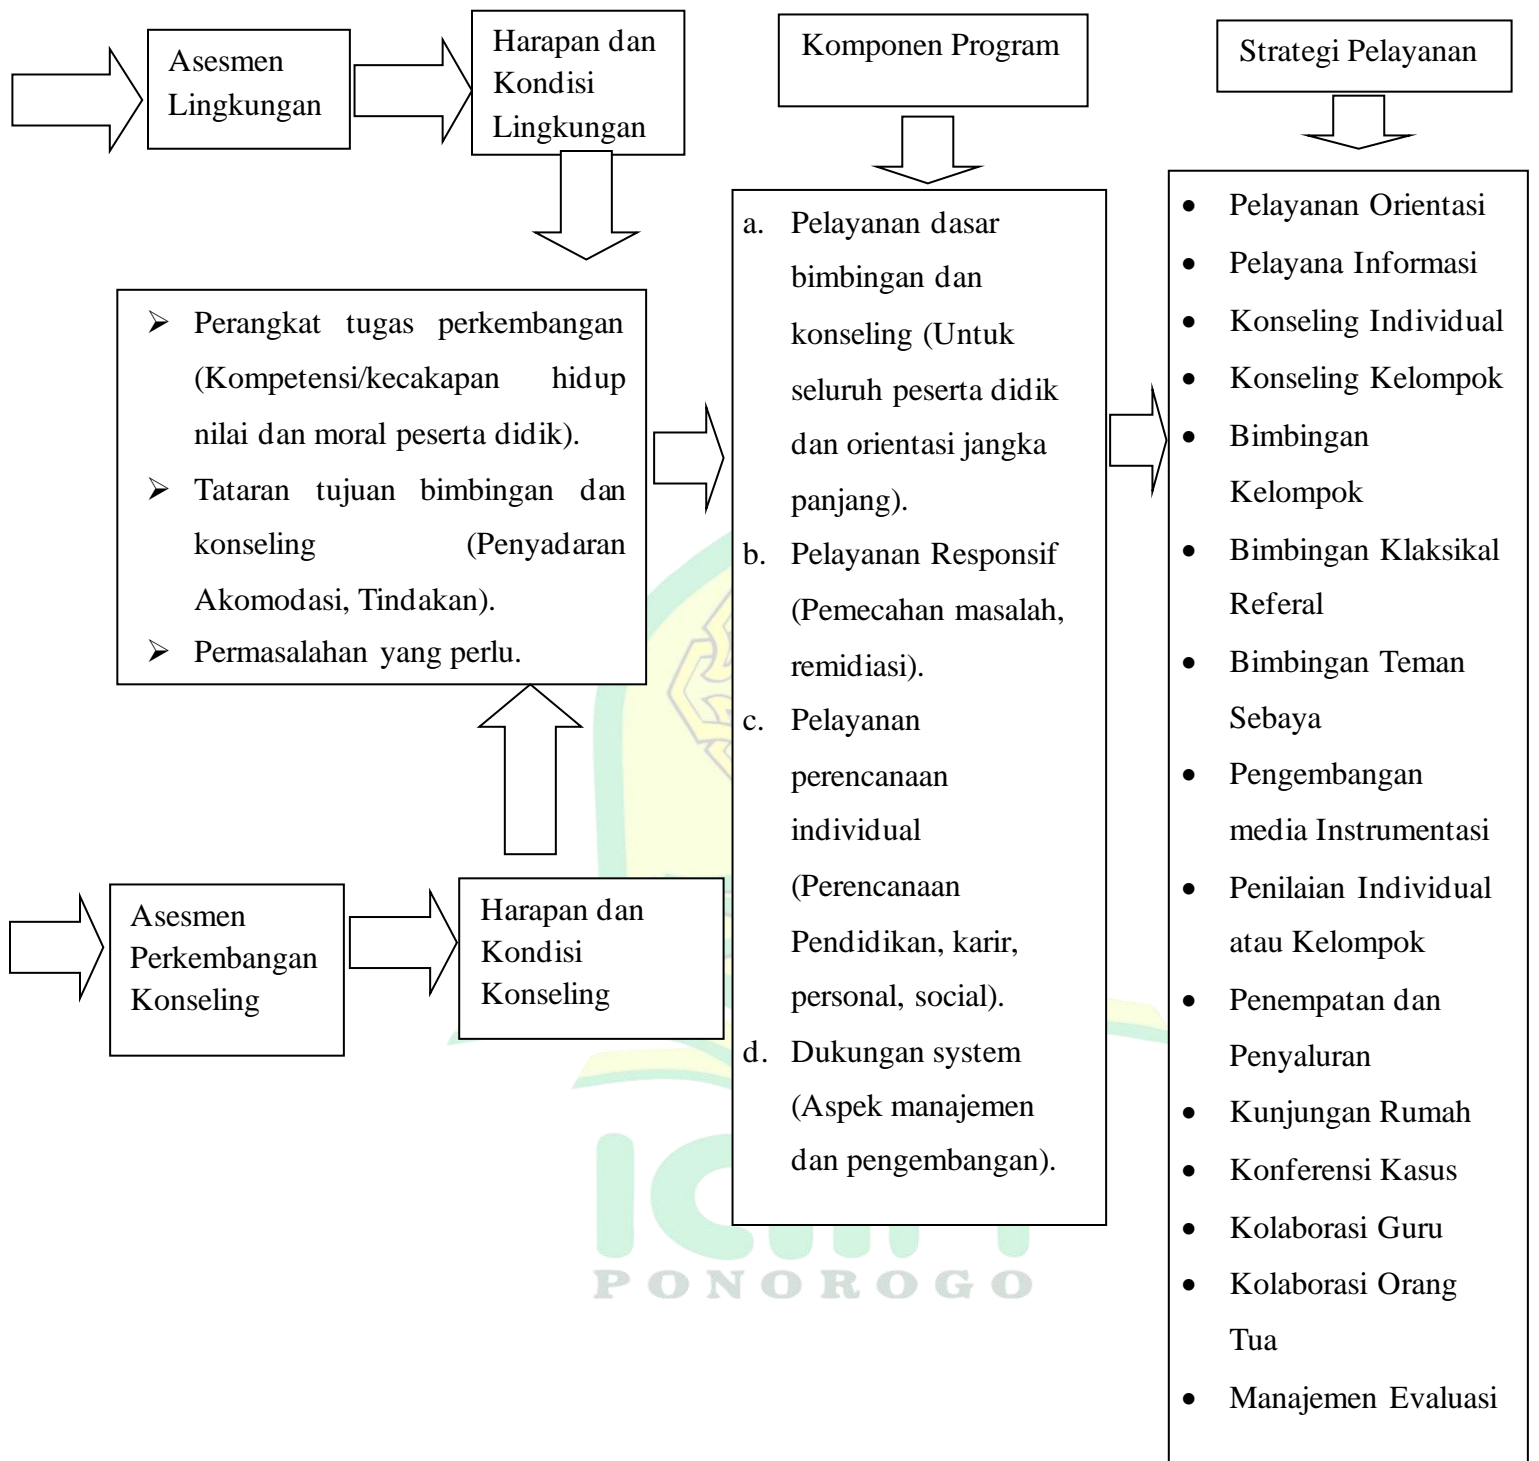 Asesmen
Lingkungan
Harapan dan
Kondisi
Lingkungan
Komponen Program
Strategi Pelayanan
➢ Perangkat tugas perkembangan
(Kompetensi/kecakapan hidup
nilai dan moral peserta didik).
➢ Tataran tujuan bimbingan dan
konseling (Penyadaran
Akomodasi, Tindakan).
➢ Permasalahan yang perlu.
Asesmen
Perkembangan
Konseling
Harapan dan
Kondisi
Konseling
a. Pelayanan dasar
bimbingan dan
konseling (Untuk
seluruh peserta didik
dan orientasi jangka
panjang).
b. Pelayanan Responsif
(Pemecahan masalah,
remidiasi).
c. Pelayanan
perencanaan
individual
(Perencanaan
Pendidikan, karir,
personal, social).
d. Dukungan system
(Aspek manajemen
dan pengembangan).
• Pelayanan Orientasi
• Pelayana Informasi
• Konseling Individual
• Konseling Kelompok
• Bimbingan
Kelompok
• Bimbingan Klaksikal
Referal
• Bimbingan Teman
Sebaya
• Pengembangan
media Instrumentasi
• Penilaian Individual
atau Kelompok
• Penempatan dan
Penyaluran
• Kunjungan Rumah
• Konferensi Kasus
• Kolaborasi Guru
• Kolaborasi Orang
Tua
• Manajemen Evaluasi
PONOROGO